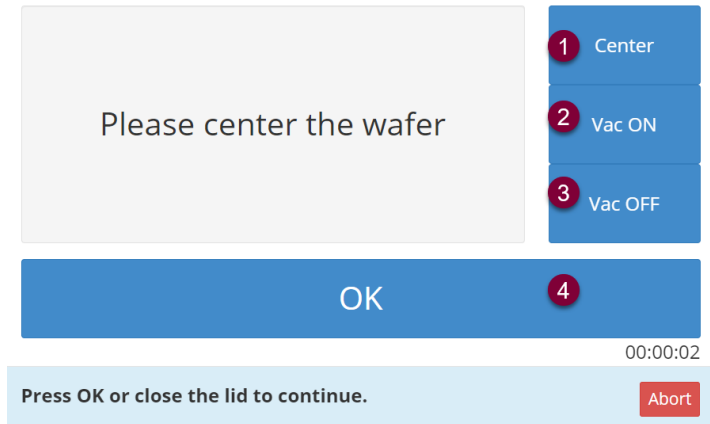 Please center the wafer
1 Center
2 Vac ON
3 Vac OFF
OK 4
00:00:02
Press OK or close the lid to continue.
Abort